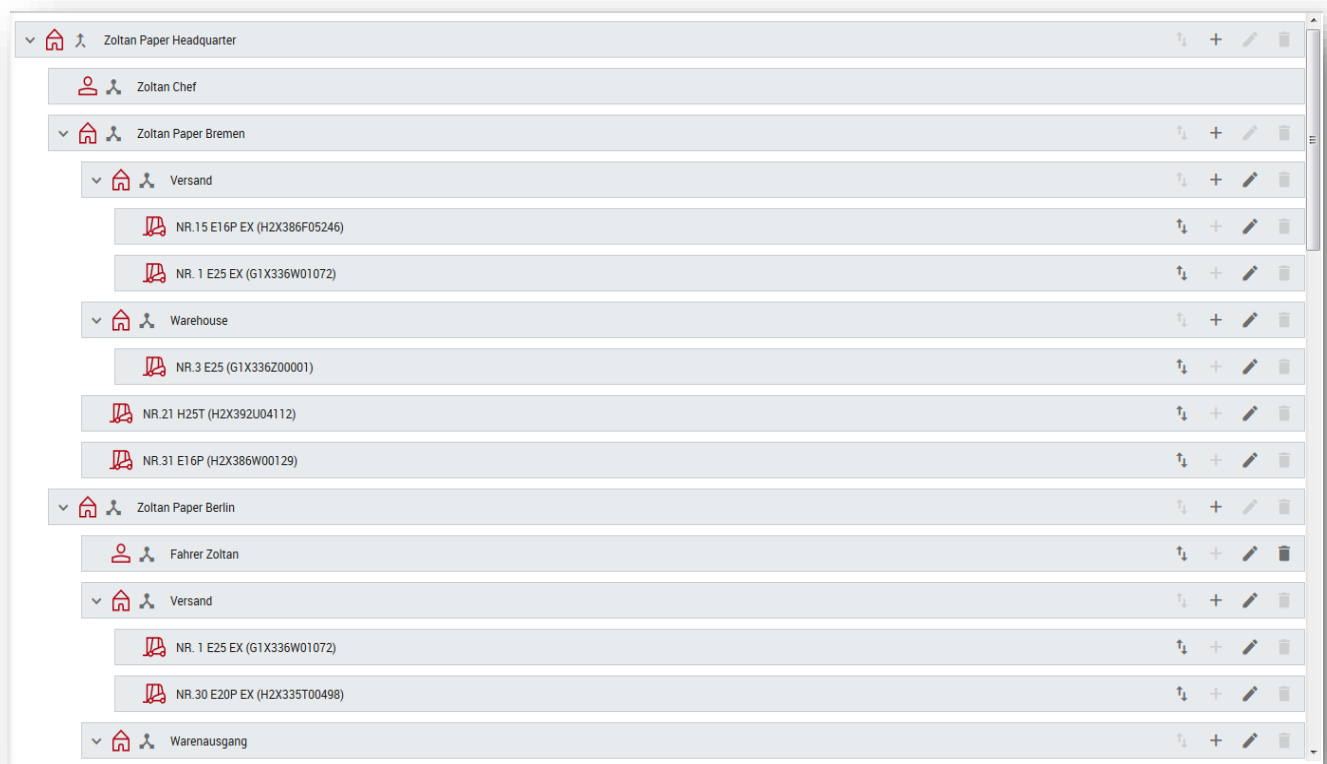 Zoltan Paper Headquarter
Zoltan Chef
Zoltan Paper Bremen
Versand
NR.15 E16P EX (H2X386F05246)
NR. 1 E25 EX (G1X336W01072)
Warehouse
NR.3 E25 (G1X336Z00001)
NR.21 H25T (H2X392U04112)
NR.31 E16P (H2X386W00129)
Zoltan Paper Berlin
Fahrer Zoltan
Versand
NR. 1 E25 EX (G1X336W01072)
NR.30 E20P EX (H2X335T00498)
Warenausgang